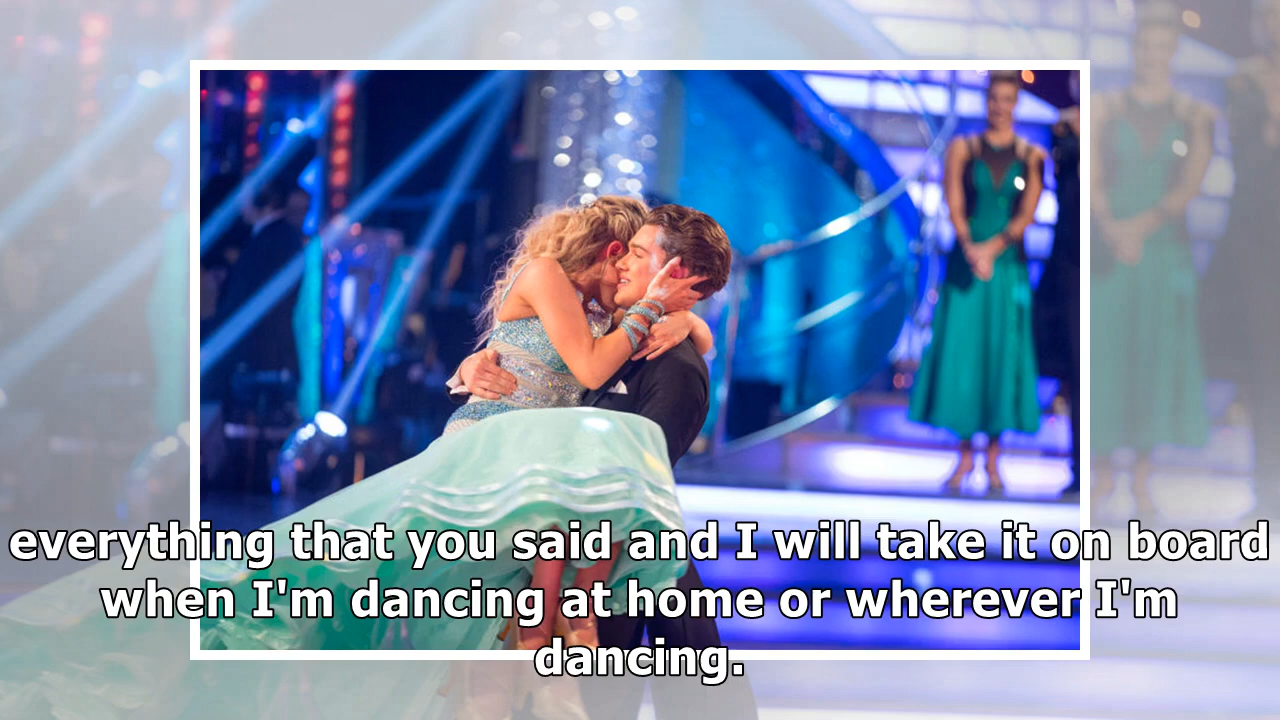 everything that you said and I will take it on board
when I'm dancing at home or wherever I'm
dancing.